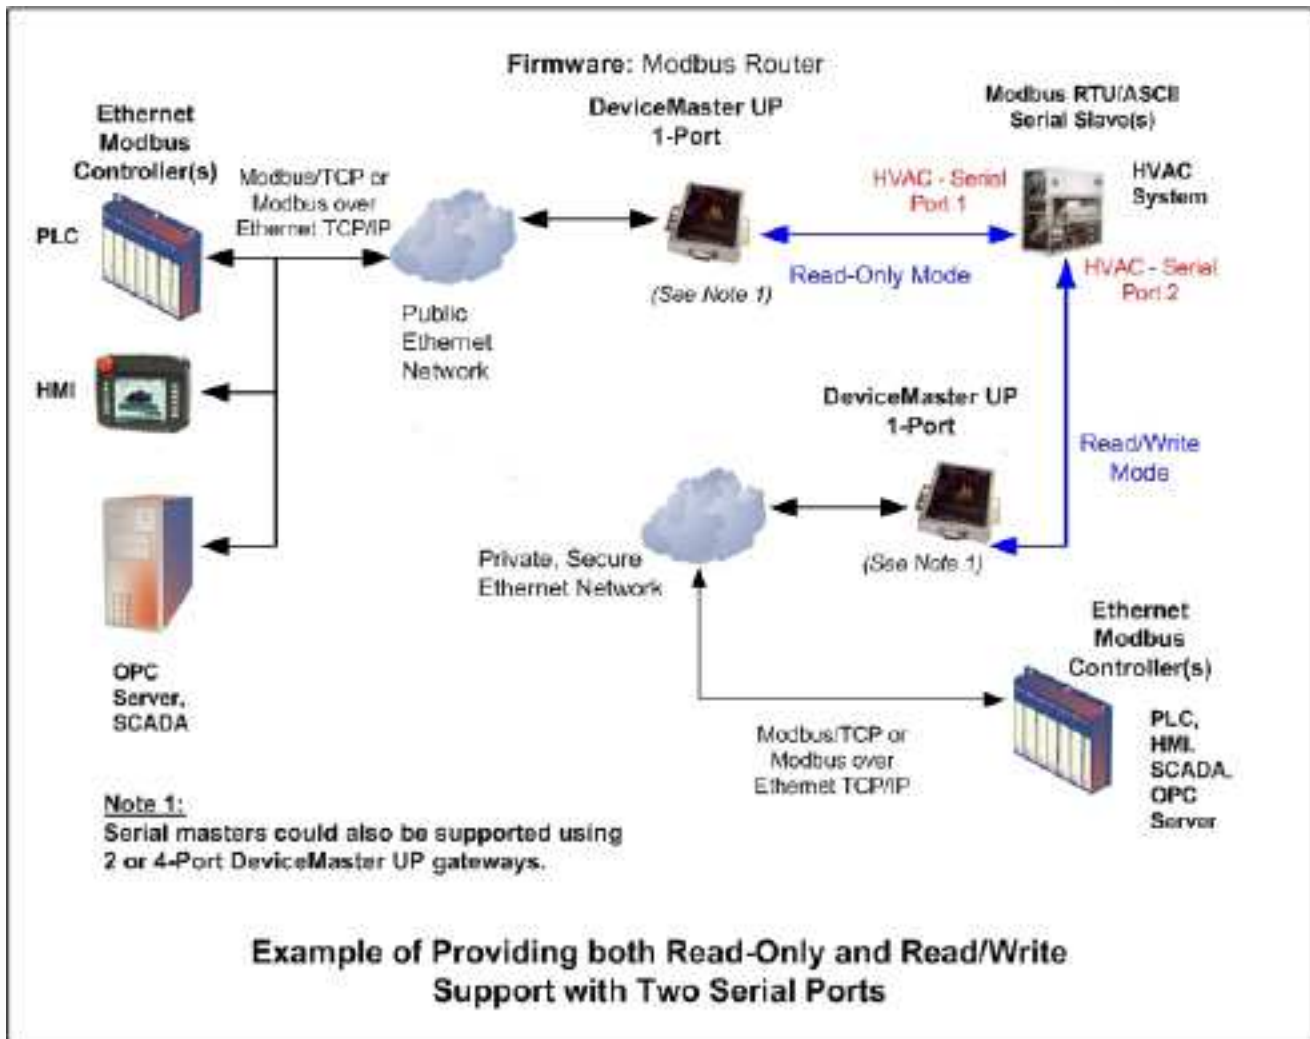 Firmware: Modbus Router
DeviceMaster UP
1-Port
Modbus RTU/ASCII
Serial Slave(s)
Ethernet
Modbus
Controller(s)
PLC
Modbus/TCP or
Modbus over
Ethernet TCP/IP
HVAC - Serial
Port 1
HVAC
System
Read-Only Mode
HVAC - Serial
Port 2
(See Note 1)
Public
Ethernet
Network
HMI
DeviceMaster UP
1-Port
Read/Write
Mode
Private, Secure
Ethernet Network
(See Note 1)
OPC
Server,
SCADA
Ethernet
Modbus
Controller(s)
Modbus/TCP or
Modbus over
Ethernet TCP/IP
PLC,
HMI,
SCADA,
OPC
Server
Note 1:
Serial masters could also be supported using
2 or 4-Port DeviceMaster UP gateways.
Example of Providing both Read-Only and Read/Write
Support with Two Serial Ports